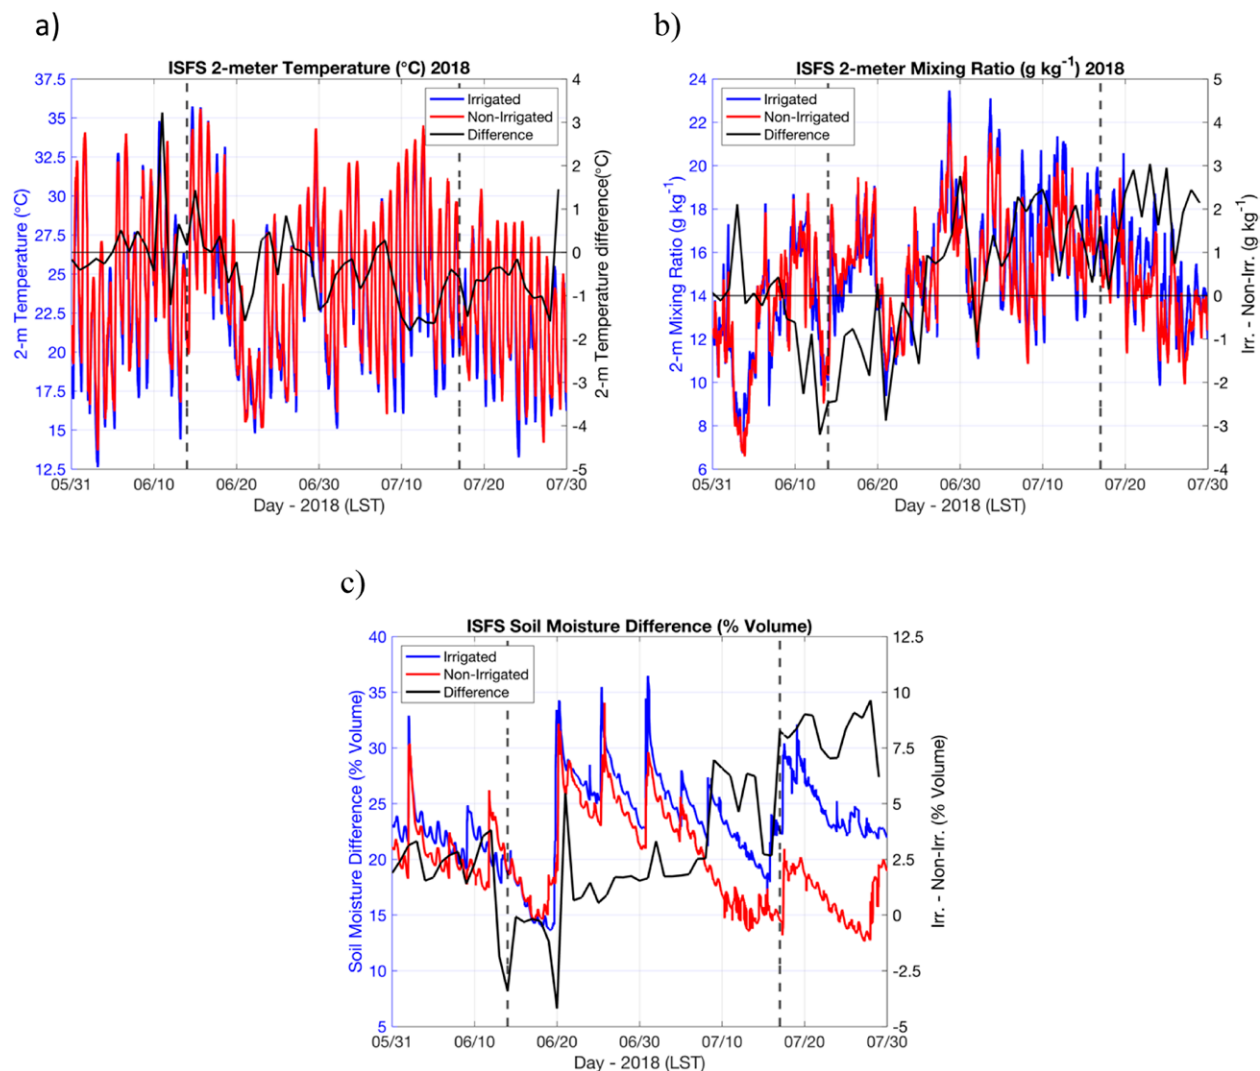 a)
ISFS 2-meter Temperature (°C) 2018
37.5
35
32.5
30
27.5
25
22.5
20
17.5
15
12.5
2-m Temperature (°C)
Irrigated
Non-Irrigated
Difference
4
3
2
1
0
-1
-2
-3
-4
-5
2-m Temperature difference(°C)
05/31 06/10 06/20 06/30 07/10 07/20 07/30
Day - 2018 (LST)
b)
ISFS 2-meter Mixing Ratio (g kg⁻¹) 2018
24
22
20
18
16
14
12
10
8
6
2-m Mixing Ratio (g kg⁻¹)
Irrigated
Non-Irrigated
Difference
5
4
3
2
1
0
-1
-2
-3
-4
Irr. - Non-Irr. (g kg⁻¹)
05/31 06/10 06/20 06/30 07/10 07/20 07/30
Day - 2018 (LST)
c)
ISFS Soil Moisture Difference (% Volume)
40
35
30
25
20
15
10
5
Soil Moisture Difference (% Volume)
Irrigated
Non-Irrigated
Difference
12.5
10
7.5
5
2.5
0
-2.5
-5
Irr. - Non-Irr. (% Volume)
05/31 06/10 06/20 06/30 07/10 07/20 07/30
Day - 2018 (LST)